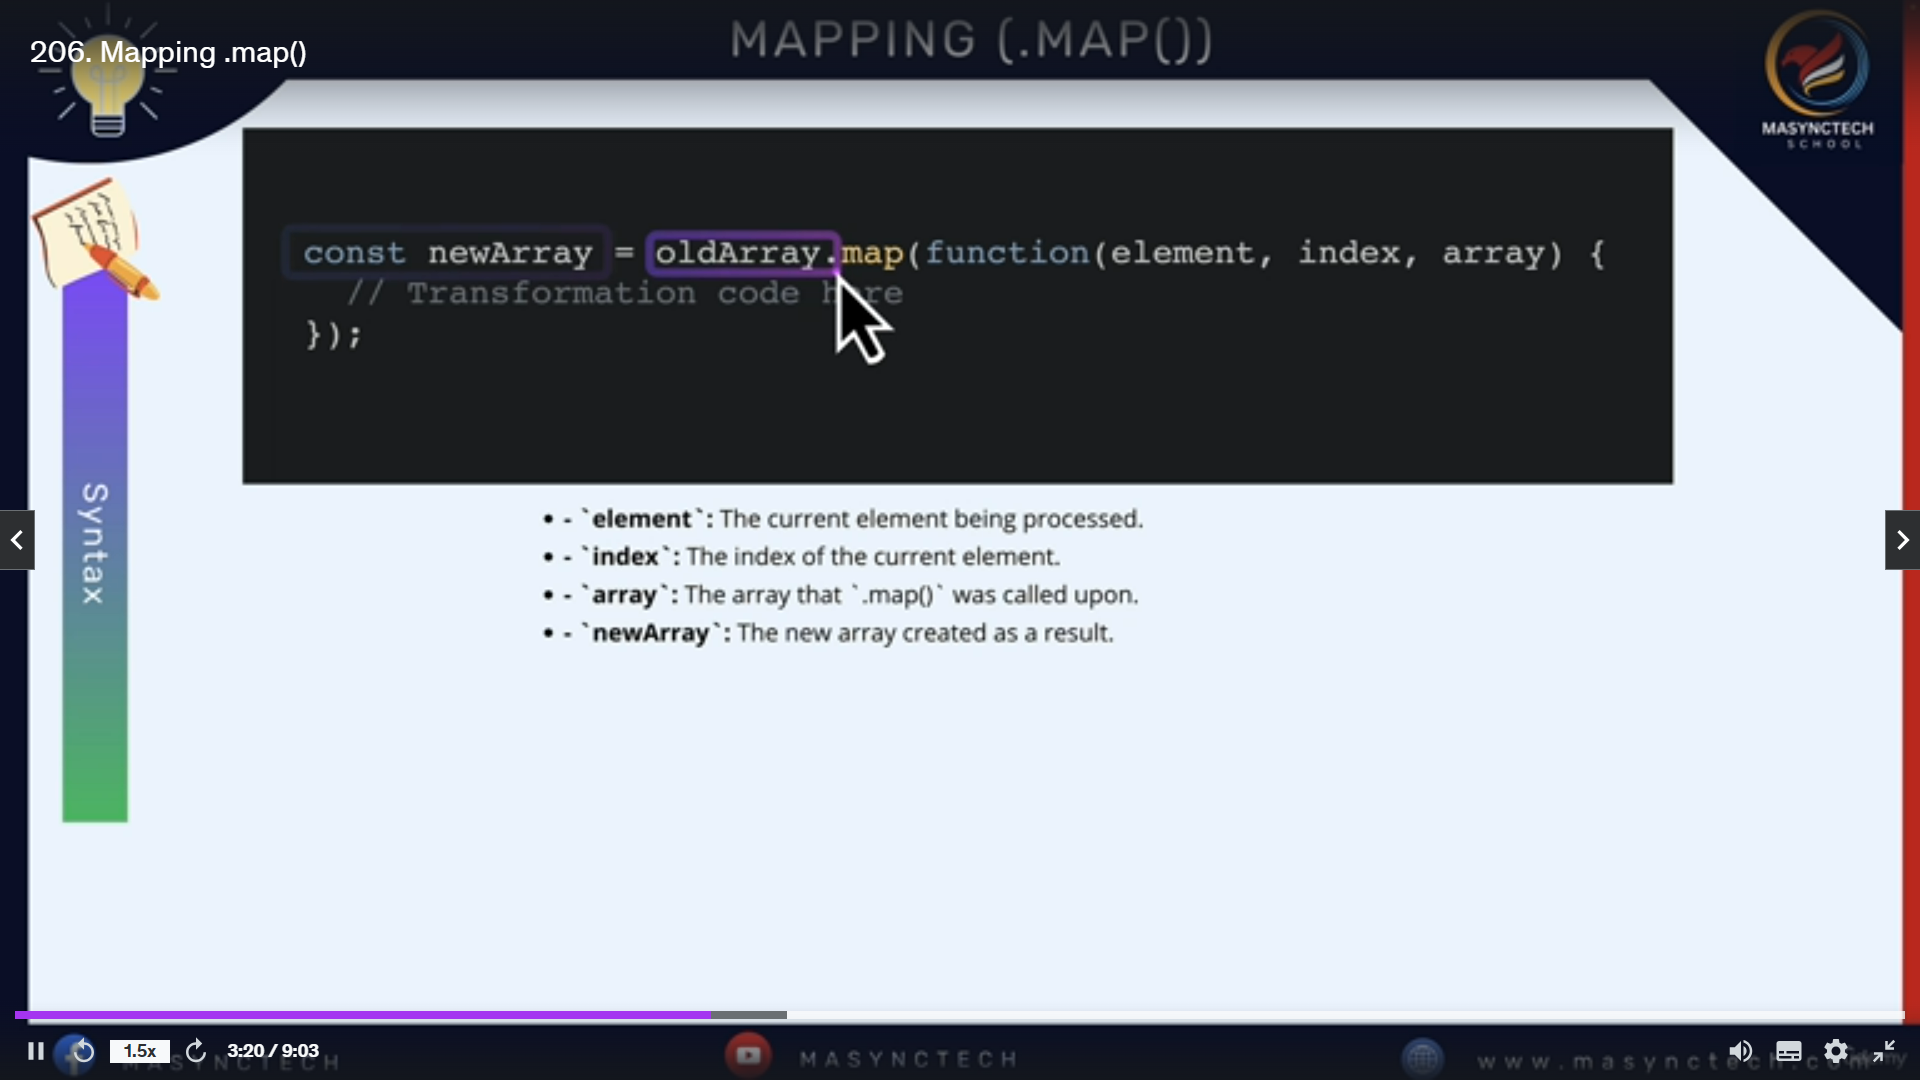 MAPPING (.MAP())
206. Mapping .map()
MASYNCTECH
SCHOOL
const newArray = oldArray.map(function(element, index, array) {
// Transformation code here
});
Syntax
• - `element`: The current element being processed.
• - `index`: The index of the current element.
• - `array`: The array that `.map()` was called upon.
• - `newArray`: The new array created as a result.
1.5x
3:20 / 9:03
MASYNCTECH
MASYNCTECH
www.masynctech.com